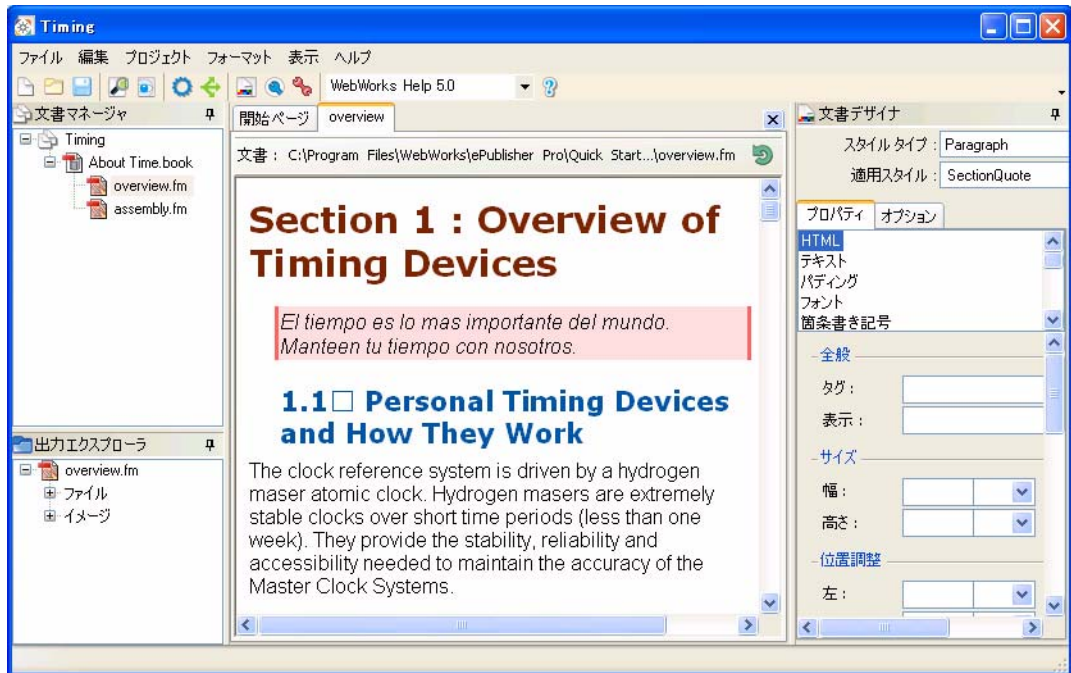 Timing
ファイル 編集 プロジェクト フォーマット 表示 ヘルプ
WebWorks Help 5.0
文書マネージャ
Timing
About Time.book
overview.fm
assembly.fm
出力エクスプローラ
overview.fm
ファイル
イメージ
開始ページ overview
文書 : C:\Program Files\WebWorks\ePublisher Pro\Quick Start...\overview.fm
Section 1 : Overview of
Timing Devices
El tiempo es lo mas importante del mundo.
Manteen tu tiempo con nosotros.
1.1□ Personal Timing Devices
and How They Work
The clock reference system is driven by a hydrogen
maser atomic clock. Hydrogen masers are extremely
stable clocks over short time periods (less than one
week). They provide the stability, reliability and
accessibility needed to maintain the accuracy of the
Master Clock Systems.
文書デザイナ
スタイル タイプ : Paragraph
適用スタイル : SectionQuote
プロパティ オプション
HTML
テキスト
パディング
フォント
箇条書き記号
全般
タグ :
表示 :
サイズ
幅 :
高さ :
位置調整
左 :